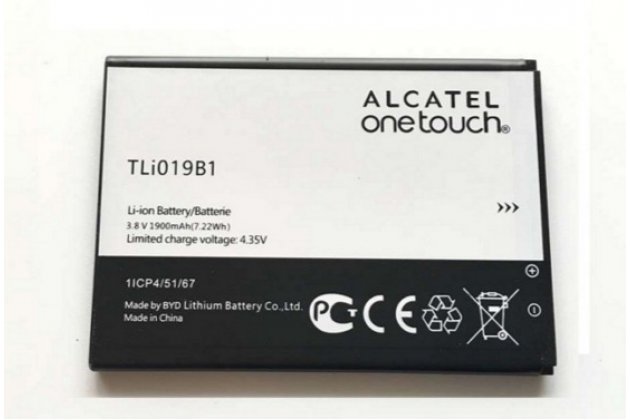 ALCATEL
onetouch®
TLi019B1
Li-ion Battery/Batterie
3.8 V 1900mAh(7.22Wh)
Limited charge voltage: 4.35V
1ICP4/51/67
Made by BYD Lithium Battery Co.,Ltd.
Made in China